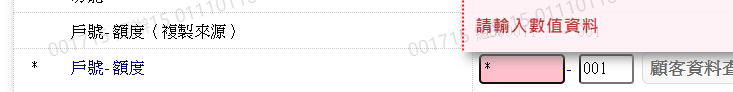 請輸入數值資料
戶號-額度（複製來源）
* 戶號-額度 * - 001 顧客資料查